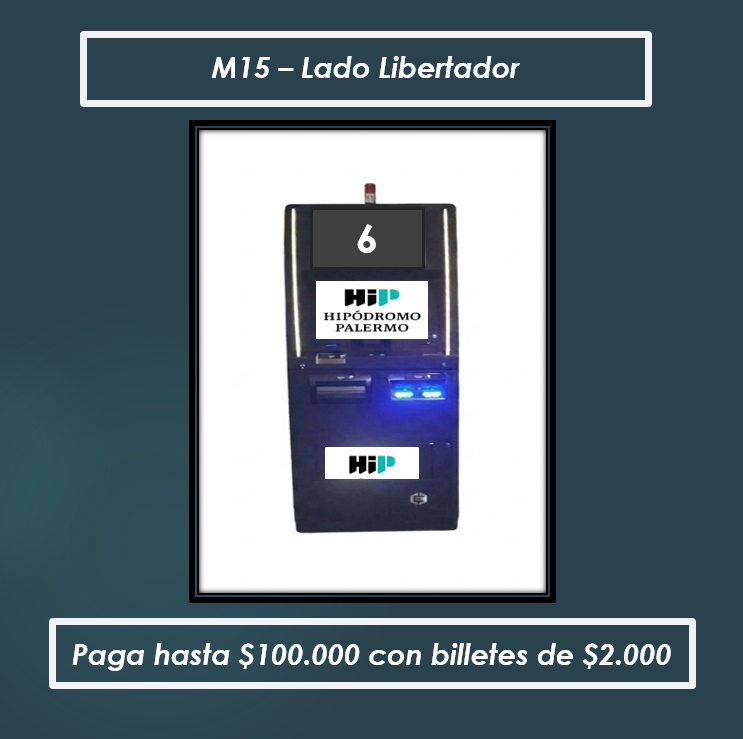 M15 – Lado Libertador
6
HiP
HIPÓDROMO
PALERMO
HiP
Paga hasta $100.000 con billetes de $2.000